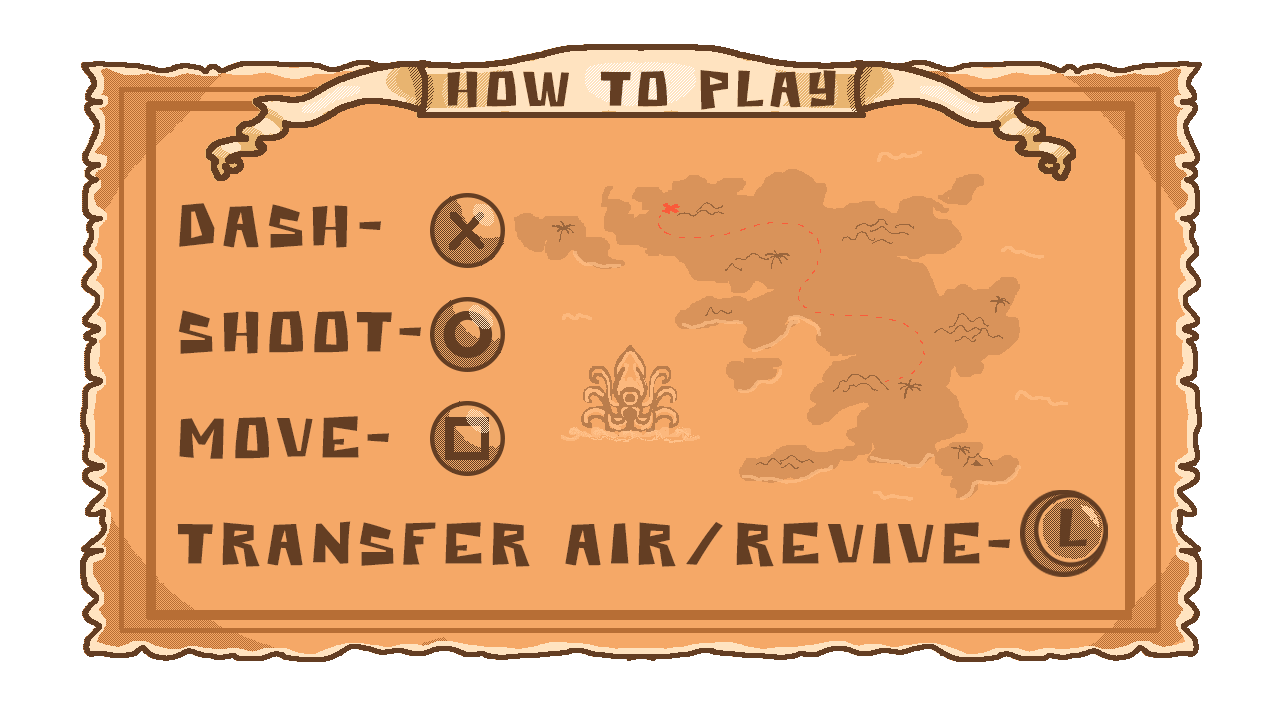 HOW TO PLAY
DASH-
SHOOT-
MOVE-
TRANSFER AIR/REVIVE- L